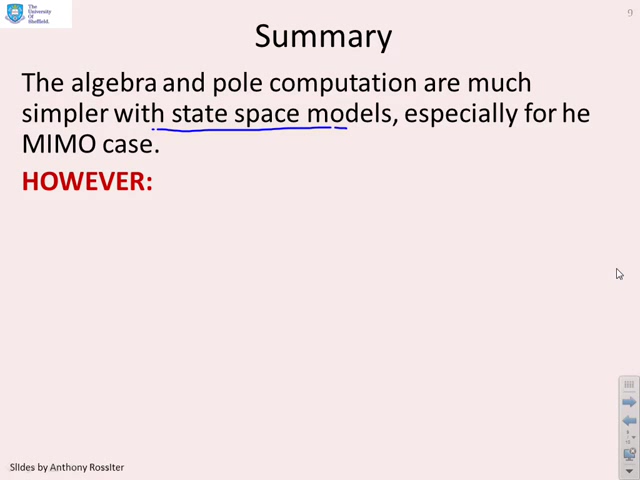 The
University
Of
Sheffield.
9
Summary
The algebra and pole computation are much
simpler with state space models, especially for he
MIMO case.
HOWEVER:
Slides by Anthony Rossiter